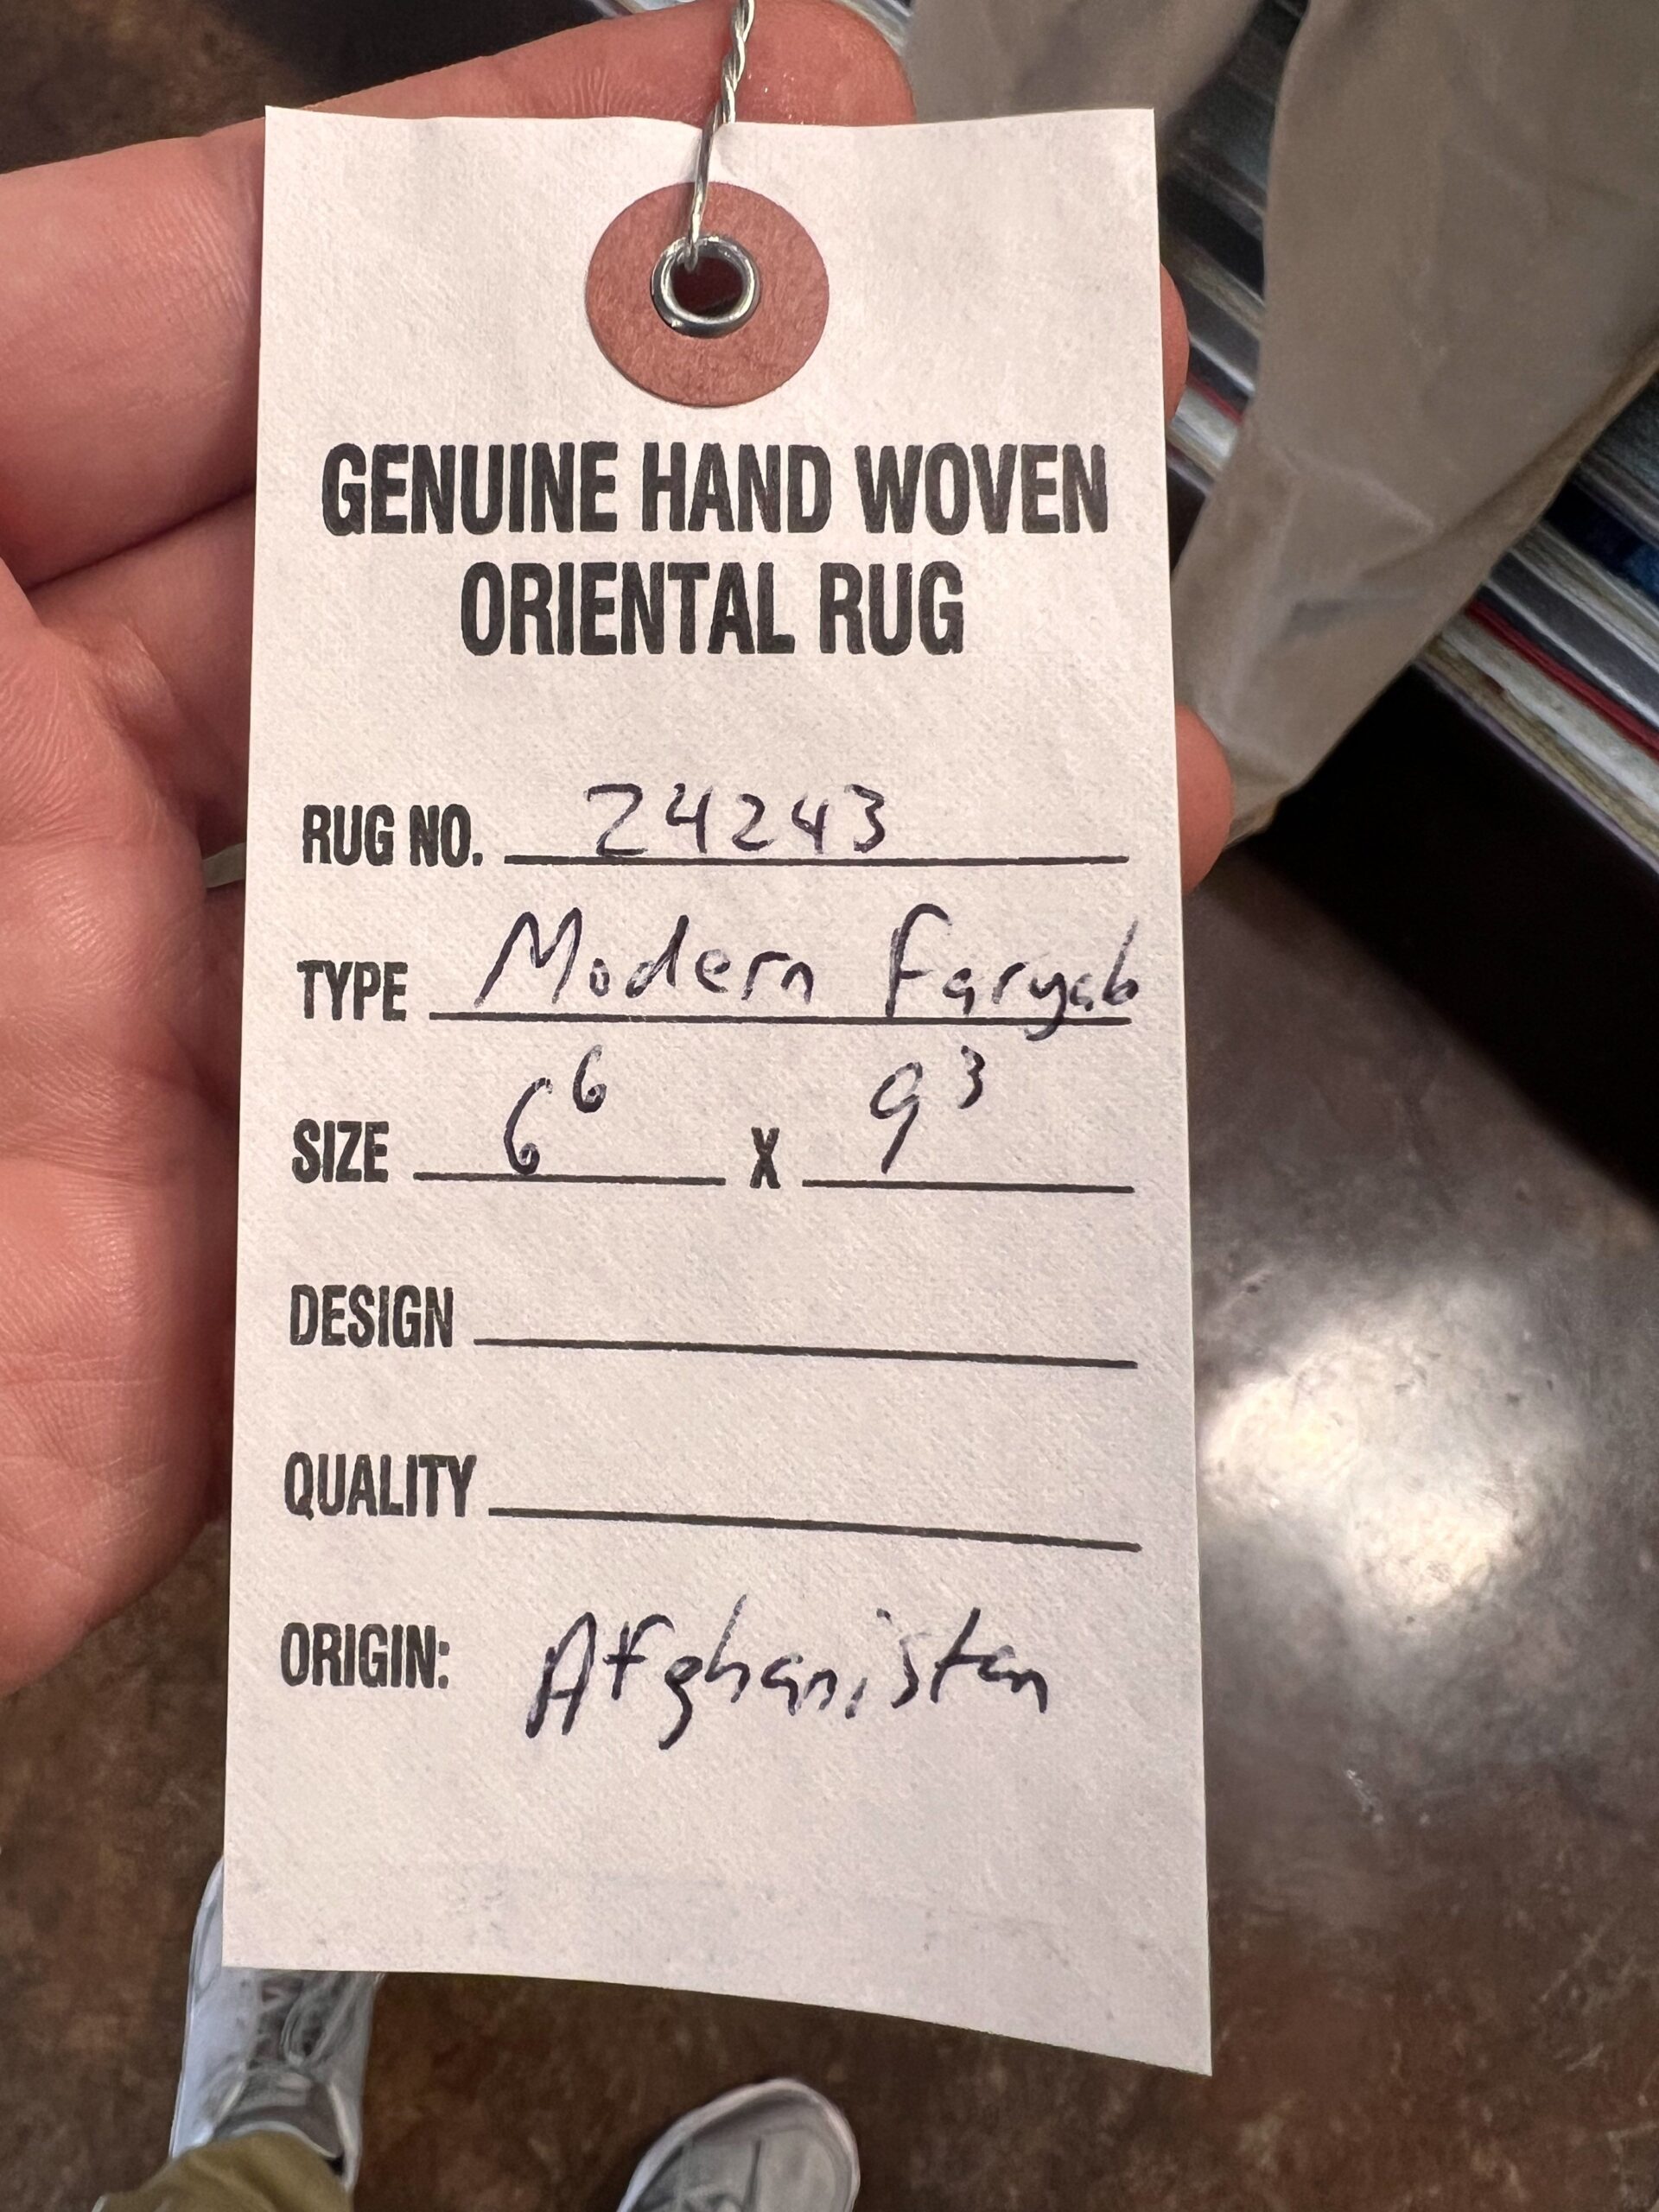 GENUINE HAND WOVEN
ORIENTAL RUG
RUG NO. 24243
TYPE Modern Faryab
SIZE 6⁶ X 9³
DESIGN
QUALITY
ORIGIN: Afghanistan